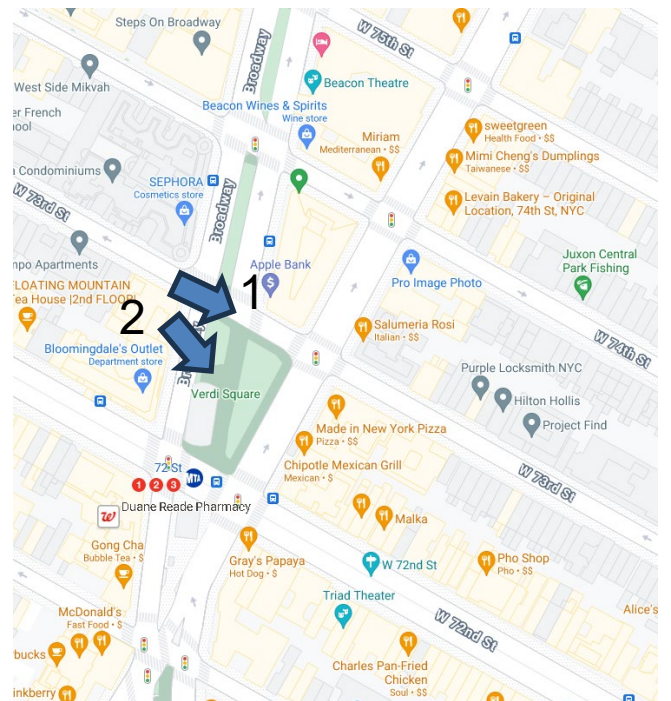 Steps On Broadway
W 75th St
Broadway
West Side Mikvah
Beacon Theatre
er French
ool
Beacon Wines & Spirits
Wine store
Miriam
Mediterranean • $$
sweetgreen
Health Food • $$
Mimi Cheng's Dumplings
Taiwanese • $$
a Condominiums
SEPHORA
Cosmetics store
Broadway
Levain Bakery – Original
Location, 74th St, NYC
W 73rd St
mpo Apartments
Apple Bank
Pro Image Photo
Juxon Central
Park Fishing
LOATING MOUNTAIN
ea House |2nd FLOOR|
1
2
Salumeria Rosi
Italian • $$
W 74th St
Bloomingdale's Outlet
Department store
Verdi Square
Purple Locksmith NYC
Hilton Hollis
Project Find
Made in New York Pizza
Pizza • $$
Chipotle Mexican Grill
Mexican • $
W 73rd St
72 St
MTA
1 2 3
Duane Reade Pharmacy
Malka
Gong Cha
Bubble Tea • $
Gray's Papaya
Hot Dog • $
W 72nd St
Pho Shop
Pho • $$
Triad Theater
W 72nd St
Alice's
McDonald's
Fast Food • $
rbucks
Charles Pan-Fried
Chicken
Soul • $$
inkberry